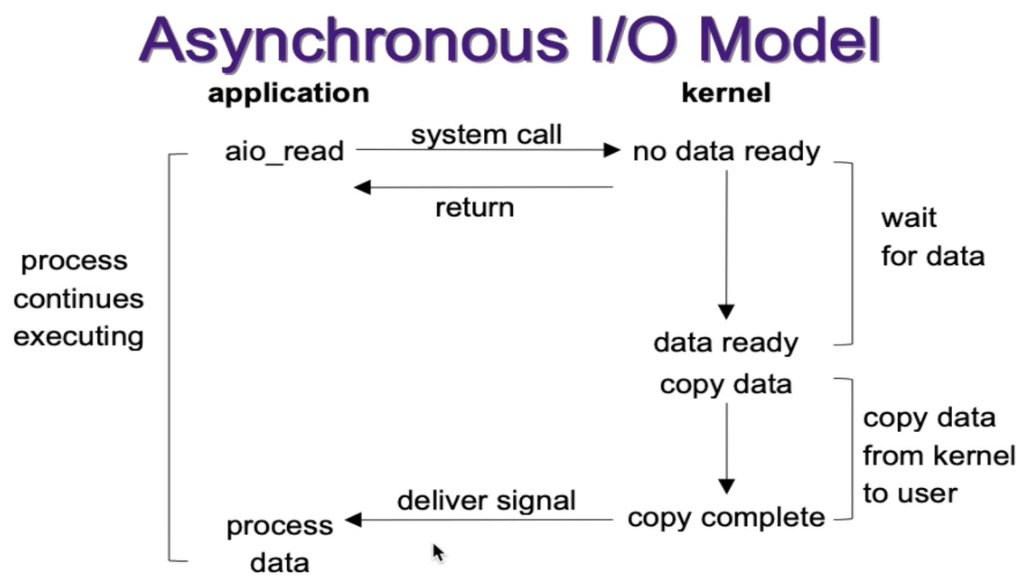 Asynchronous I/O Model
application
kernel
aio_read
system call
no data ready
return
process
continues
executing
wait
for data
data ready
copy data
copy data
from kernel
to user
deliver signal
copy complete
process
data